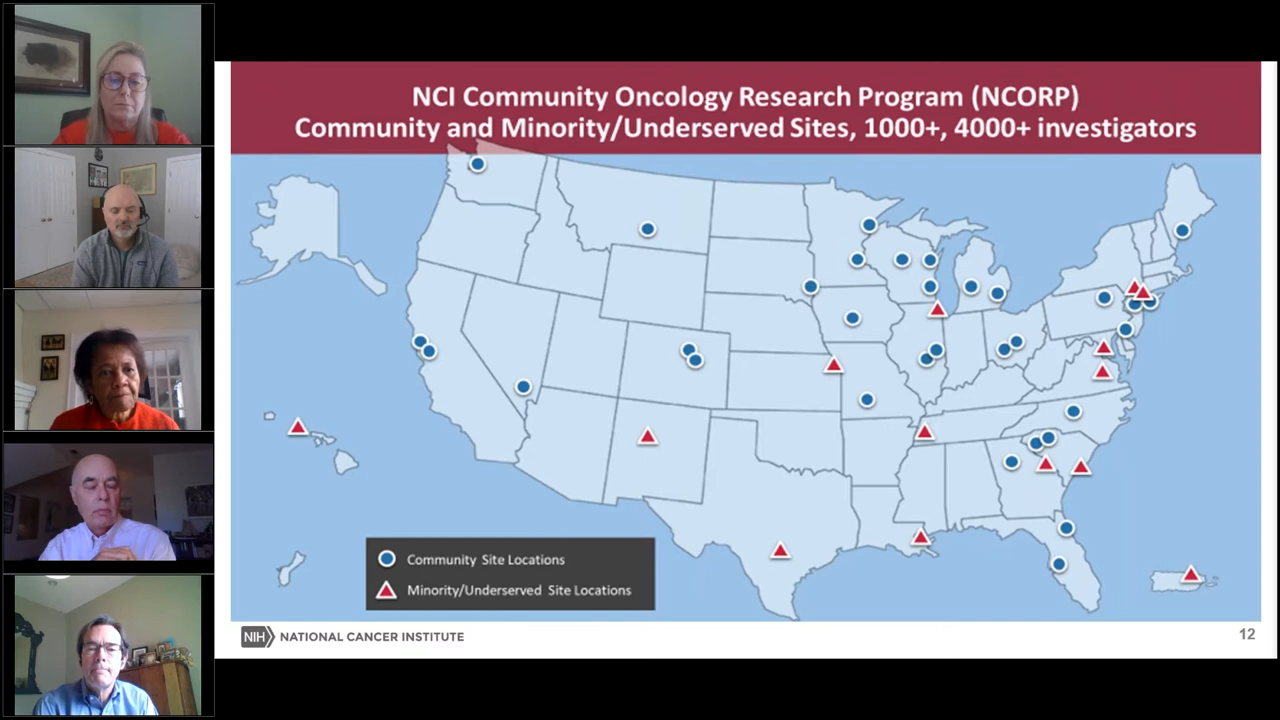 NCI Community Oncology Research Program (NCORP)
Community and Minority/Underserved Sites, 1000+, 4000+ investigators
Community Site Locations
Minority/Underserved Site Locations
NIH NATIONAL CANCER INSTITUTE
12